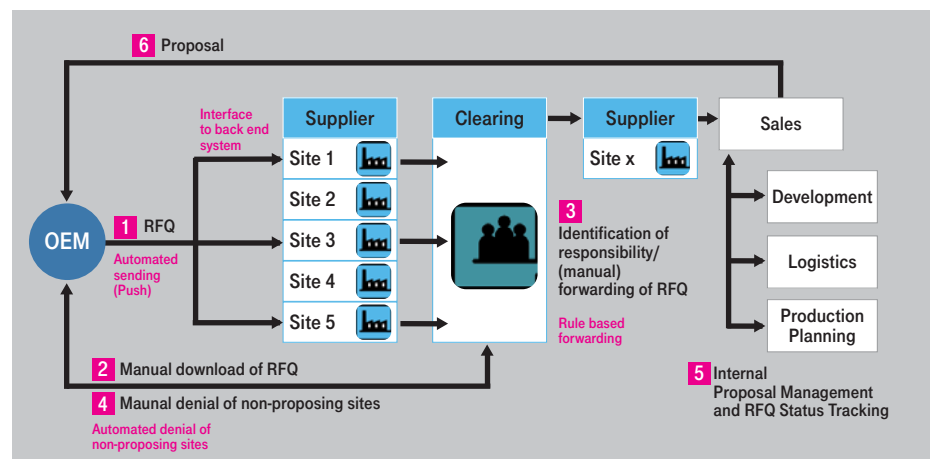 6 Proposal
Interface
to back end
system
Supplier
Clearing
Supplier
Sales
Site 1
Site x
Site 2
Development
OEM
1 RFQ
Site 3
3
Identification of
responsibility/
(manual)
forwarding of RFQ
Automated
sending
(Push)
Logistics
Site 4
Site 5
Rule based
forwarding
Production
Planning
2 Manual download of RFQ
4 Maunal denial of non-proposing sites
Automated denial of
non-proposing sites
5 Internal
Proposal Management
and RFQ Status Tracking